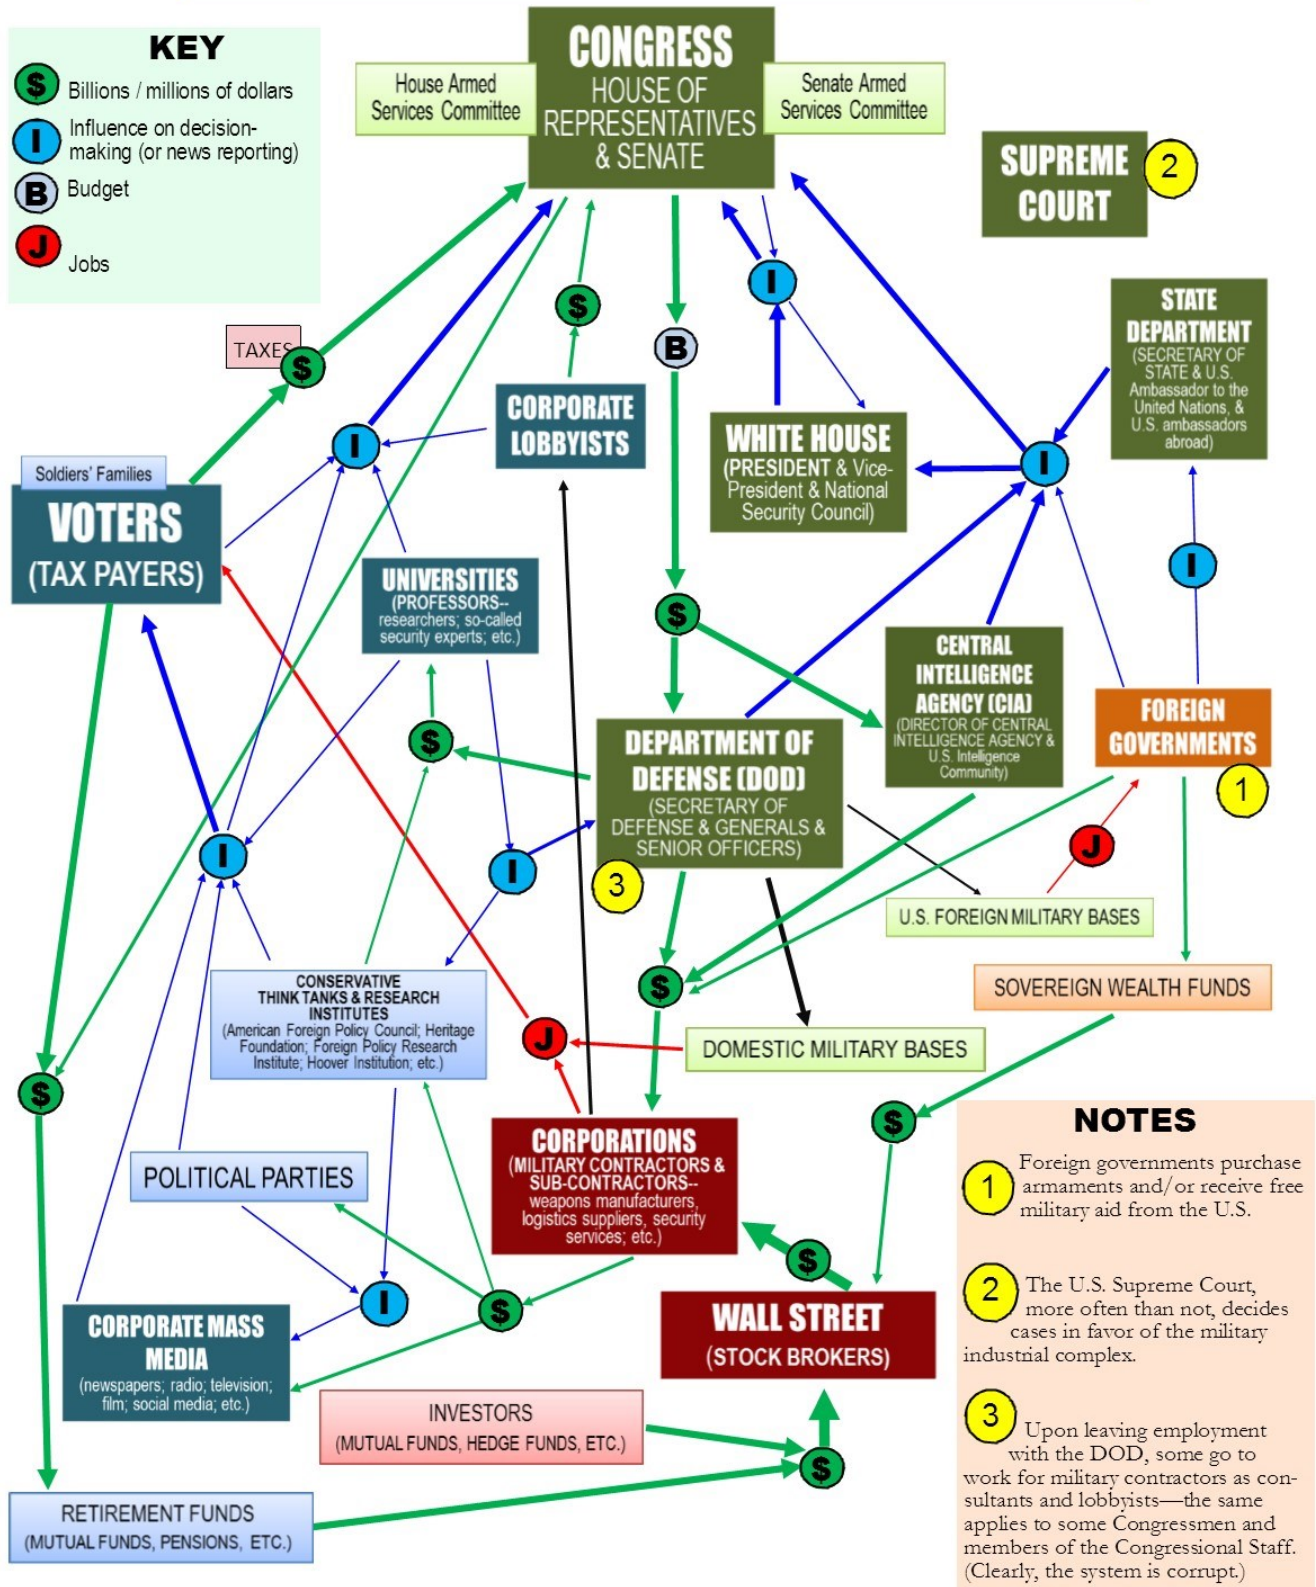 KEY
$ Billions / millions of dollars
I Influence on decision-
making (or news reporting)
B Budget
J Jobs
CONGRESS
HOUSE OF
REPRESENTATIVES
& SENATE
House Armed
Services Committee
Senate Armed
Services Committee
SUPREME
COURT
2
STATE
DEPARTMENT
(SECRETARY OF
STATE & U.S.
Ambassador to the
United Nations, &
U.S. ambassadors
abroad)
TAXES
$
$
I
B
CORPORATE
LOBBYISTS
I
WHITE HOUSE
(PRESIDENT & Vice-
President & National
Security Council)
I
Soldiers' Families
VOTERS
(TAX PAYERS)
UNIVERSITIES
(PROFESSORS--
researchers; so-called
security experts; etc.)
$
I
CENTRAL
INTELLIGENCE
AGENCY (CIA)
(DIRECTOR OF CENTRAL
INTELLIGENCE AGENCY &
U.S. Intelligence
Community)
FOREIGN
GOVERNMENTS
1
$
DEPARTMENT OF
DEFENSE (DOD)
(SECRETARY OF
DEFENSE & GENERALS &
SENIOR OFFICERS)
3
I
I
J
U.S. FOREIGN MILITARY BASES
CONSERVATIVE
THINK TANKS & RESEARCH
INSTITUTES
(American Foreign Policy Council; Heritage
Foundation; Foreign Policy Research
Institute; Hoover Institution; etc.)
$
SOVEREIGN WEALTH FUNDS
J
DOMESTIC MILITARY BASES
$
$
CORPORATIONS
(MILITARY CONTRACTORS &
SUB-CONTRACTORS--
weapons manufacturers,
logistics suppliers, security
services; etc.)
POLITICAL PARTIES
$
I
$
CORPORATE MASS
MEDIA
(newspapers; radio; television;
film; social media; etc.)
WALL STREET
(STOCK BROKERS)
INVESTORS
(MUTUAL FUNDS, HEDGE FUNDS, ETC.)
$
RETIREMENT FUNDS
(MUTUAL FUNDS, PENSIONS, ETC.)
NOTES
1 Foreign governments purchase
armaments and/or receive free
military aid from the U.S.
2 The U.S. Supreme Court,
more often than not, decides
cases in favor of the military
industrial complex.
3 Upon leaving employment
with the DOD, some go to
work for military contractors as con-
sultants and lobbyists—the same
applies to some Congressmen and
members of the Congressional Staff.
(Clearly, the system is corrupt.)